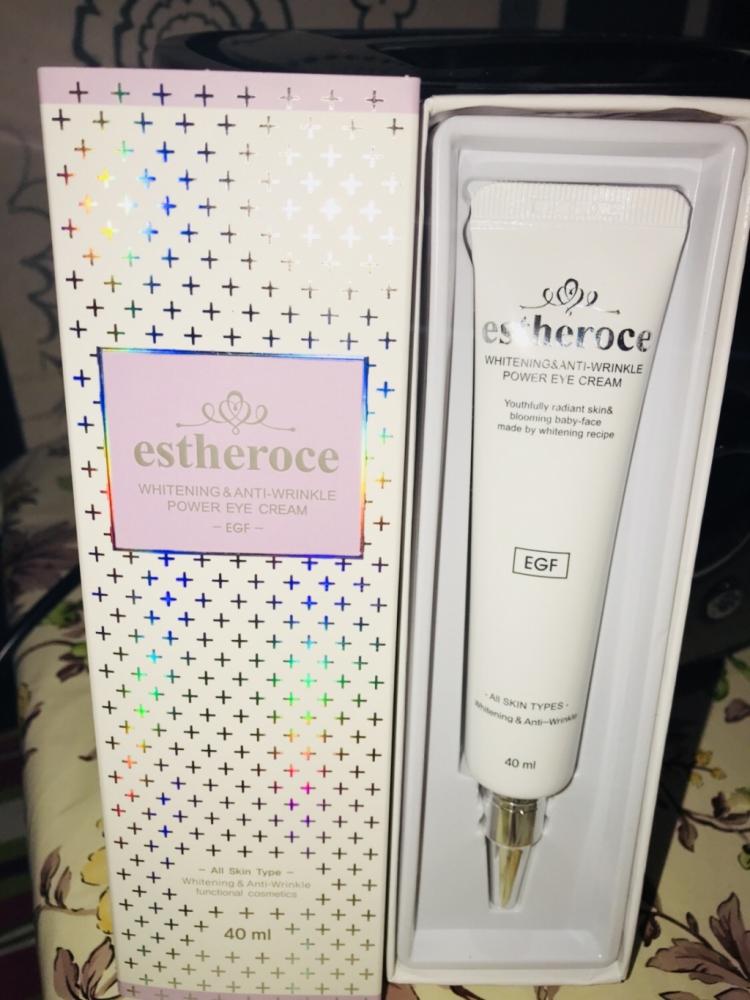 estheroce
WHITENING & ANTI-WRINKLE
POWER EYE CREAM
– EGF –
– All Skin Type –
Whitening & Anti-Wrinkle
functional cosmetics
40 ml
estheroce
WHITENING&ANTI-WRINKLE
POWER EYE CREAM
Youthfully radiant skin&
blooming baby-face
made by whitening recipe
EGF
· All SKIN TYPES ·
Whitening & Anti–Wrinkle
40 ml